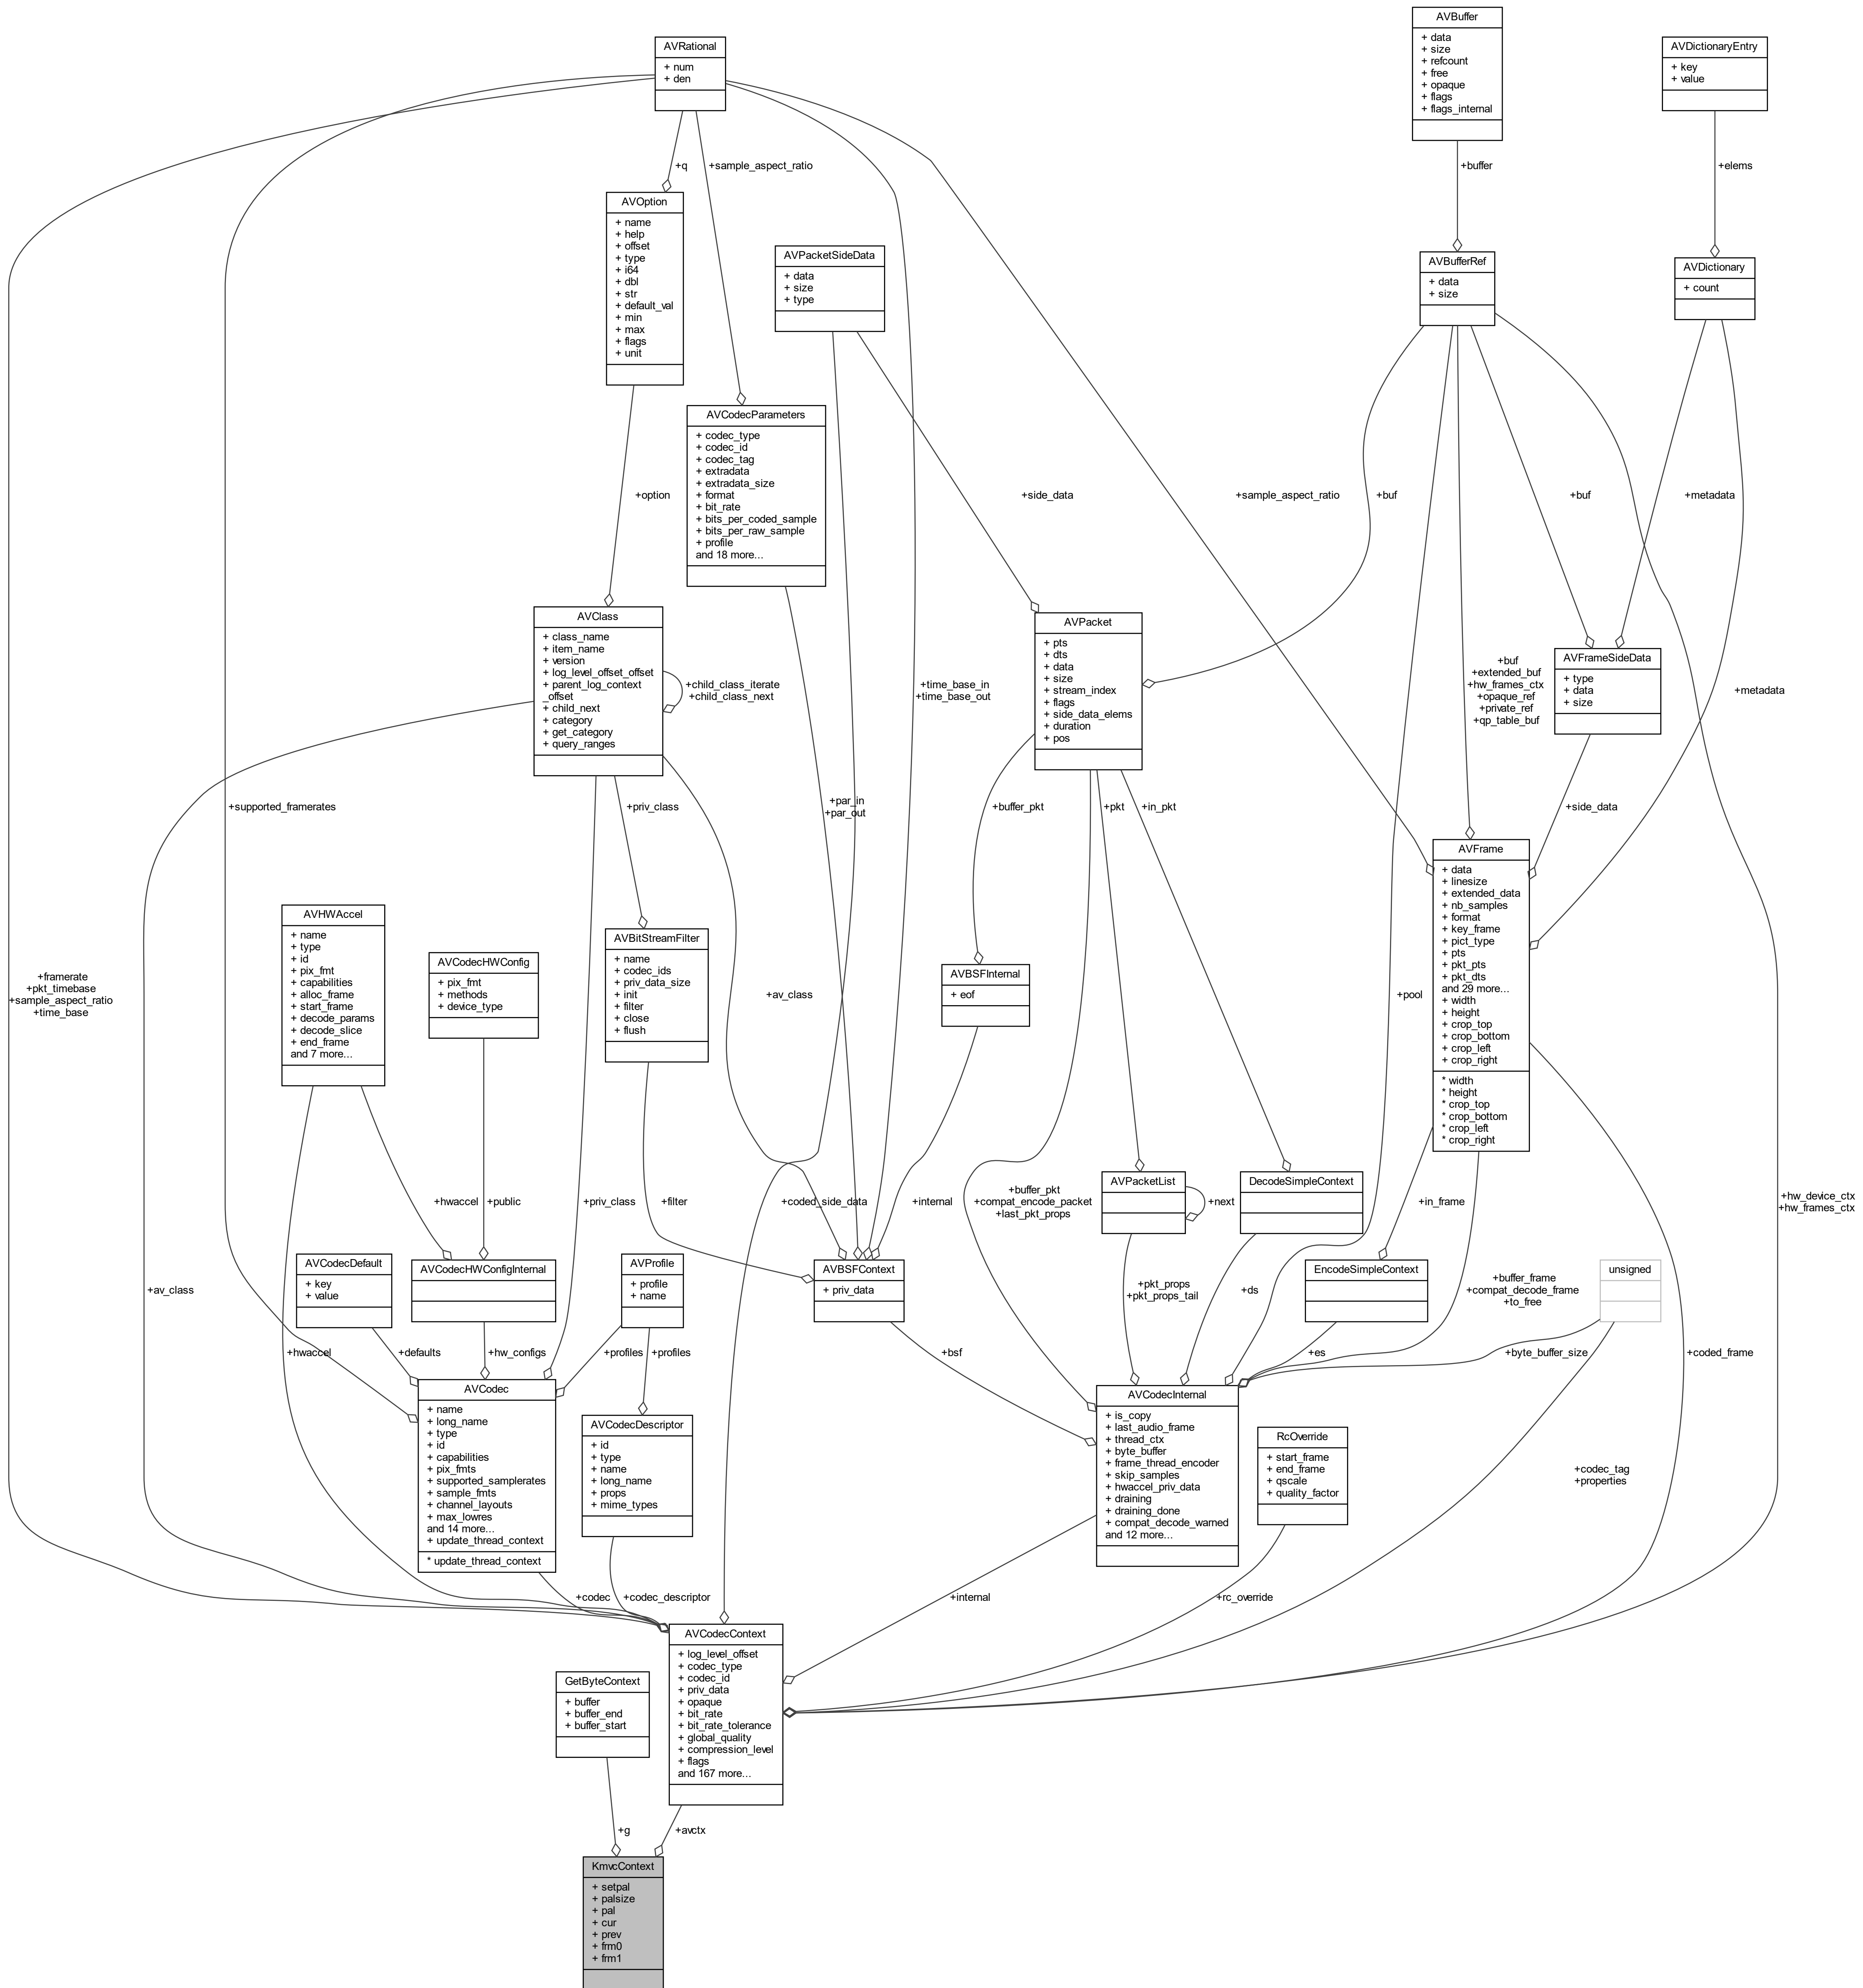 AVBuffer
+ data
+ size
+ refcount
+ free
+ opaque
+ flags
+ flags_internal
AVRational
+ num
+ den
AVDictionaryEntry
+ key
+ value
+q
+sample_aspect_ratio
+buffer
+elems
AVOption
+ name
+ help
+ offset
+ type
+ i64
+ dbl
+ str
+ default_val
+ min
+ max
+ flags
+ unit
AVPacketSideData
+ data
+ size
+ type
AVBufferRef
+ data
+ size
AVDictionary
+ count
AVCodecParameters
+ codec_type
+ codec_id
+ codec_tag
+ extradata
+ extradata_size
+ format
+ bit_rate
+ bits_per_coded_sample
+ bits_per_raw_sample
+ profile
and 18 more...
+option
+side_data
+sample_aspect_ratio
+buf
+buf
+metadata
AVClass
+ class_name
+ item_name
+ version
+ log_level_offset_offset
+ parent_log_context
_offset
+ child_next
+ category
+ get_category
+ query_ranges
+child_class_iterate
+child_class_next
+time_base_in
+time_base_out
AVPacket
+ pts
+ dts
+ data
+ size
+ stream_index
+ flags
+ side_data_elems
+ duration
+ pos
+buf
+extended_buf
+hw_frames_ctx
+opaque_ref
+private_ref
+qp_table_buf
AVFrameSideData
+ type
+ data
+ size
+metadata
+supported_framerates
+priv_class
+par_in
+par_out
+buffer_pkt
+pkt
+in_pkt
+side_data
AVFrame
+ data
+ linesize
+ extended_data
+ nb_samples
+ format
+ key_frame
+ pict_type
+ pts
+ pkt_pts
+ pkt_dts
and 29 more...
+ width
+ height
+ crop_top
+ crop_bottom
+ crop_left
+ crop_right
* width
* height
* crop_top
* crop_bottom
* crop_left
* crop_right
AVHWAccel
+ name
+ type
+ id
+ pix_fmt
+ capabilities
+ alloc_frame
+ start_frame
+ decode_params
+ decode_slice
+ end_frame
and 7 more...
AVCodecHWConfig
+ pix_fmt
+ methods
+ device_type
AVBitStreamFilter
+ name
+ codec_ids
+ priv_data_size
+ init
+ filter
+ close
+ flush
AVBSFInternal
+ eof
+framerate
+pkt_timebase
+sample_aspect_ratio
+time_base
+av_class
+pool
+hwaccel
+public
+priv_class
+filter
+coded_side_data
+internal
+buffer_pkt
+compat_encode_packet
+last_pkt_props
AVPacketList
+next
DecodeSimpleContext
+in_frame
+hw_device_ctx
+hw_frames_ctx
AVCodecDefault
+ key
+ value
AVCodecHWConfigInternal
AVProfile
+ profile
+ name
AVBSFContext
+ priv_data
+pkt_props
+pkt_props_tail
+ds
EncodeSimpleContext
+buffer_frame
+compat_decode_frame
+to_free
unsigned
+av_class
+hwaccel
+defaults
+hw_configs
+profiles
+profiles
+bsf
+es
+byte_buffer_size
+coded_frame
AVCodec
+ name
+ long_name
+ type
+ id
+ capabilities
+ pix_fmts
+ supported_samplerates
+ sample_fmts
+ channel_layouts
+ max_lowres
and 14 more...
+ update_thread_context
* update_thread_context
AVCodecDescriptor
+ id
+ type
+ name
+ long_name
+ props
+ mime_types
AVCodecInternal
+ is_copy
+ last_audio_frame
+ thread_ctx
+ byte_buffer
+ frame_thread_encoder
+ skip_samples
+ hwaccel_priv_data
+ draining
+ draining_done
+ compat_decode_warned
and 12 more...
RcOverride
+ start_frame
+ end_frame
+ qscale
+ quality_factor
+codec_tag
+properties
+codec
+codec_descriptor
+internal
+rc_override
AVCodecContext
+ log_level_offset
+ codec_type
+ codec_id
+ priv_data
+ opaque
+ bit_rate
+ bit_rate_tolerance
+ global_quality
+ compression_level
+ flags
and 167 more...
GetByteContext
+ buffer
+ buffer_end
+ buffer_start
+g
+avctx
KmvcContext
+ setpal
+ palsize
+ pal
+ cur
+ prev
+ frm0
+ frm1